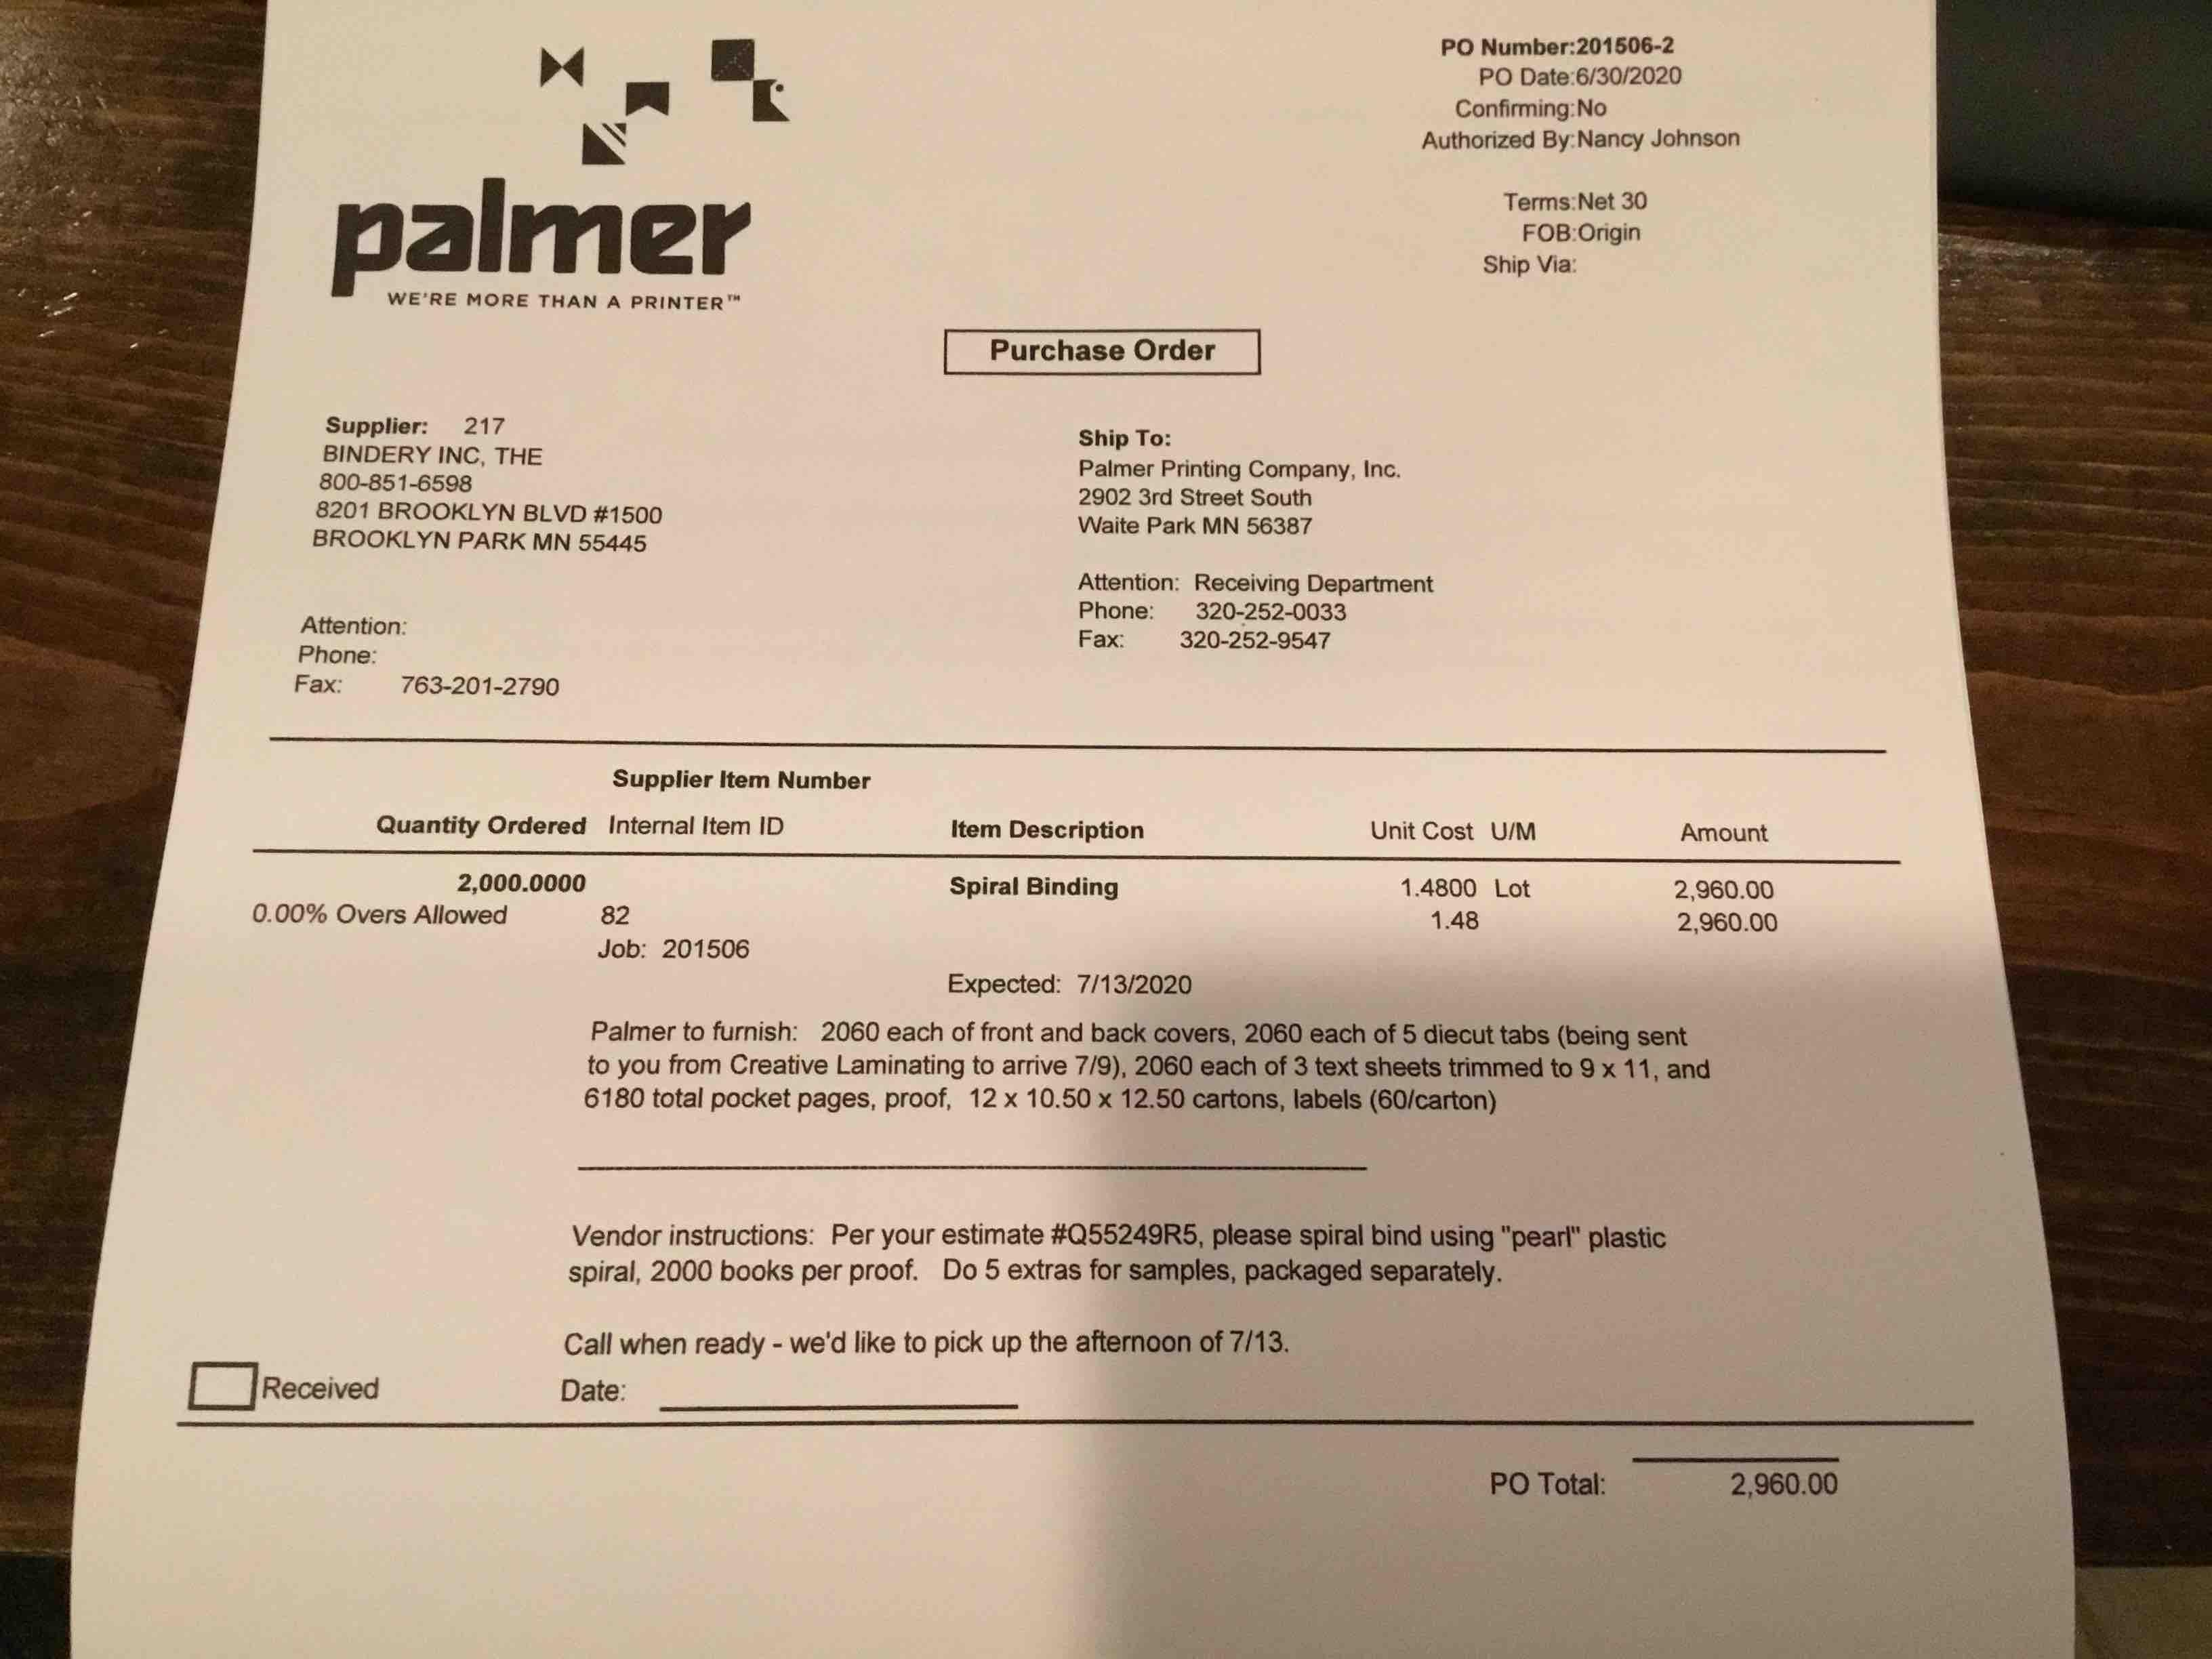 palmer
WE'RE MORE THAN A PRINTER™
PO Number:201506-2
PO Date:6/30/2020
Confirming:No
Authorized By:Nancy Johnson
Terms:Net 30
FOB:Origin
Ship Via:
Purchase Order
Supplier: 217
BINDERY INC, THE
800-851-6598
8201 BROOKLYN BLVD #1500
BROOKLYN PARK MN 55445
Attention:
Phone:
Fax: 763-201-2790
Ship To:
Palmer Printing Company, Inc.
2902 3rd Street South
Waite Park MN 56387
Attention: Receiving Department
Phone: 320-252-0033
Fax: 320-252-9547
Supplier Item Number
Quantity Ordered Internal Item ID Item Description Unit Cost U/M Amount
2,000.0000 Spiral Binding 1.4800 Lot 2,960.00
0.00% Overs Allowed 82 1.48 2,960.00
Job: 201506
Expected: 7/13/2020
Palmer to furnish: 2060 each of front and back covers, 2060 each of 5 diecut tabs (being sent
to you from Creative Laminating to arrive 7/9), 2060 each of 3 text sheets trimmed to 9 x 11, and
6180 total pocket pages, proof, 12 x 10.50 x 12.50 cartons, labels (60/carton)
Vendor instructions: Per your estimate #Q55249R5, please spiral bind using "pearl" plastic
spiral, 2000 books per proof. Do 5 extras for samples, packaged separately.
Call when ready - we'd like to pick up the afternoon of 7/13.
Received Date:
PO Total: 2,960.00